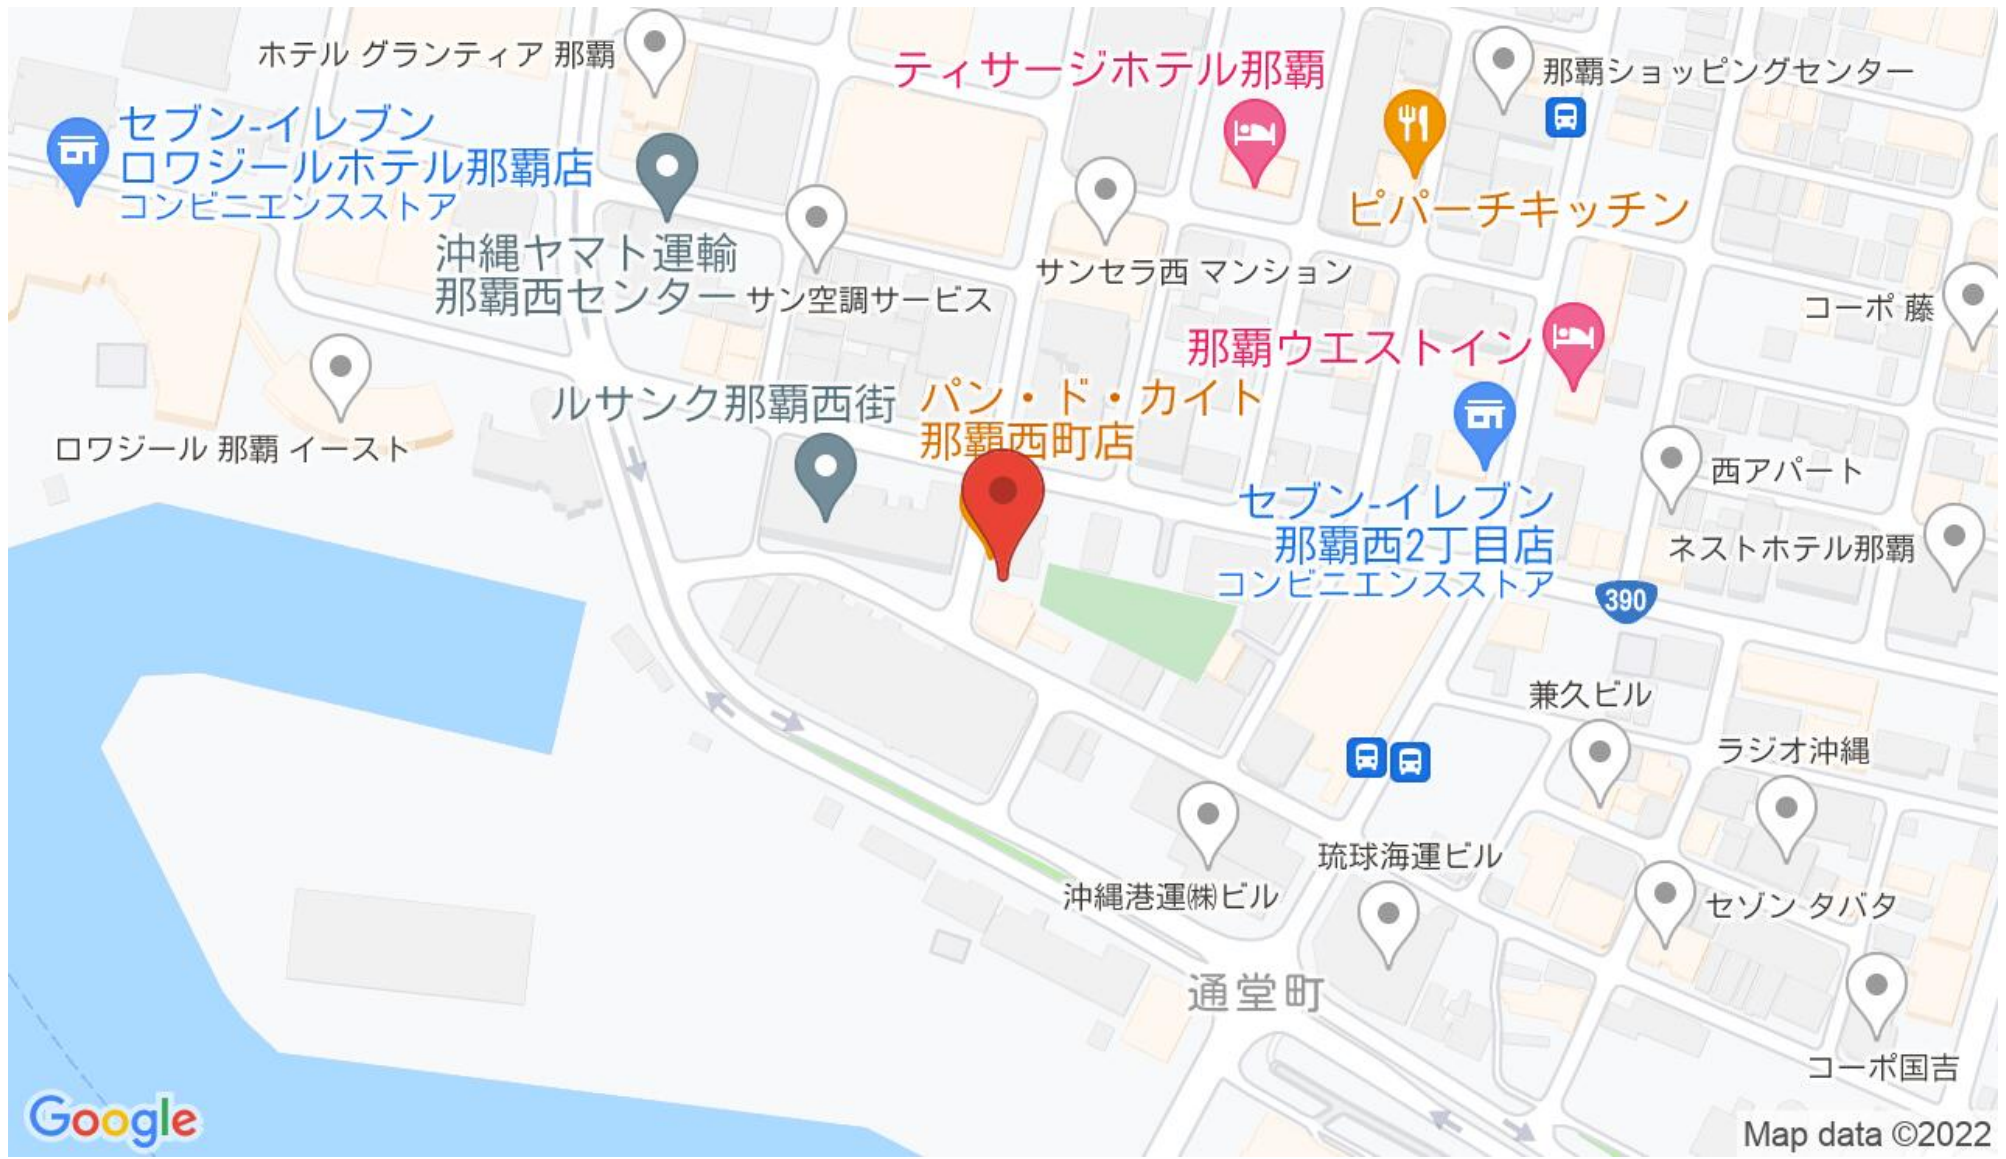 ホテル グランティア 那覇
ティサージホテル那覇
那覇ショッピングセンター
セブン-イレブン
ロワジールホテル那覇店
コンビニエンスストア
ピパーチキッチン
沖縄ヤマト運輸
那覇西センター
サン空調サービス
サンセラ西 マンション
コーポ 藤
那覇ウエストイン
ルサンク那覇西街
パン・ド・カイト
那覇西町店
ロワジール 那覇 イースト
西アパート
セブン-イレブン
那覇西2丁目店
コンビニエンスストア
ネストホテル那覇
390
兼久ビル
ラジオ沖縄
琉球海運ビル
沖縄港運㈱ビル
セゾン タバタ
通堂町
コーポ国吉
Google
Map data ©2022